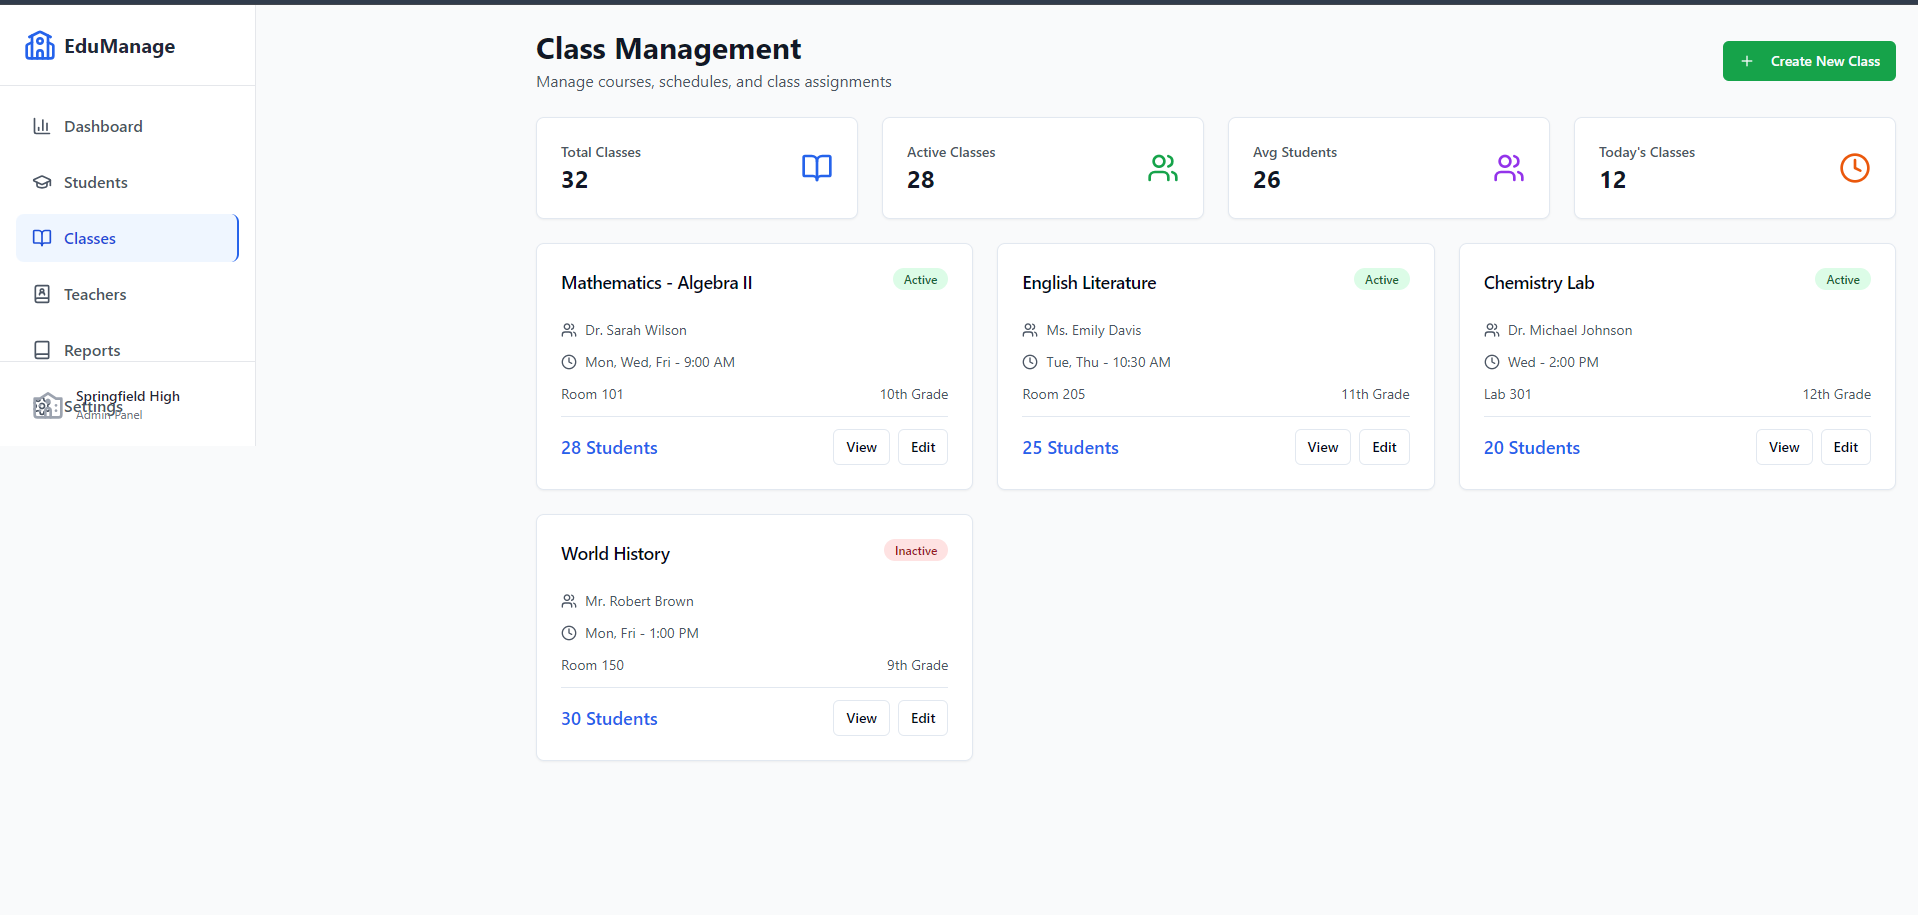 EduManage
Dashboard
Students
Classes
Teachers
Reports
Settings
Springfield High
Admin Panel
Class Management
Manage courses, schedules, and class assignments
Create New Class
Total Classes
32
Active Classes
28
Avg Students
26
Today's Classes
12
Mathematics - Algebra II
Active
Dr. Sarah Wilson
Mon, Wed, Fri - 9:00 AM
Room 101
10th Grade
28 Students
View
Edit
English Literature
Active
Ms. Emily Davis
Tue, Thu - 10:30 AM
Room 205
11th Grade
25 Students
View
Edit
Chemistry Lab
Active
Dr. Michael Johnson
Wed - 2:00 PM
Lab 301
12th Grade
20 Students
View
Edit
World History
Inactive
Mr. Robert Brown
Mon, Fri - 1:00 PM
Room 150
9th Grade
30 Students
View
Edit